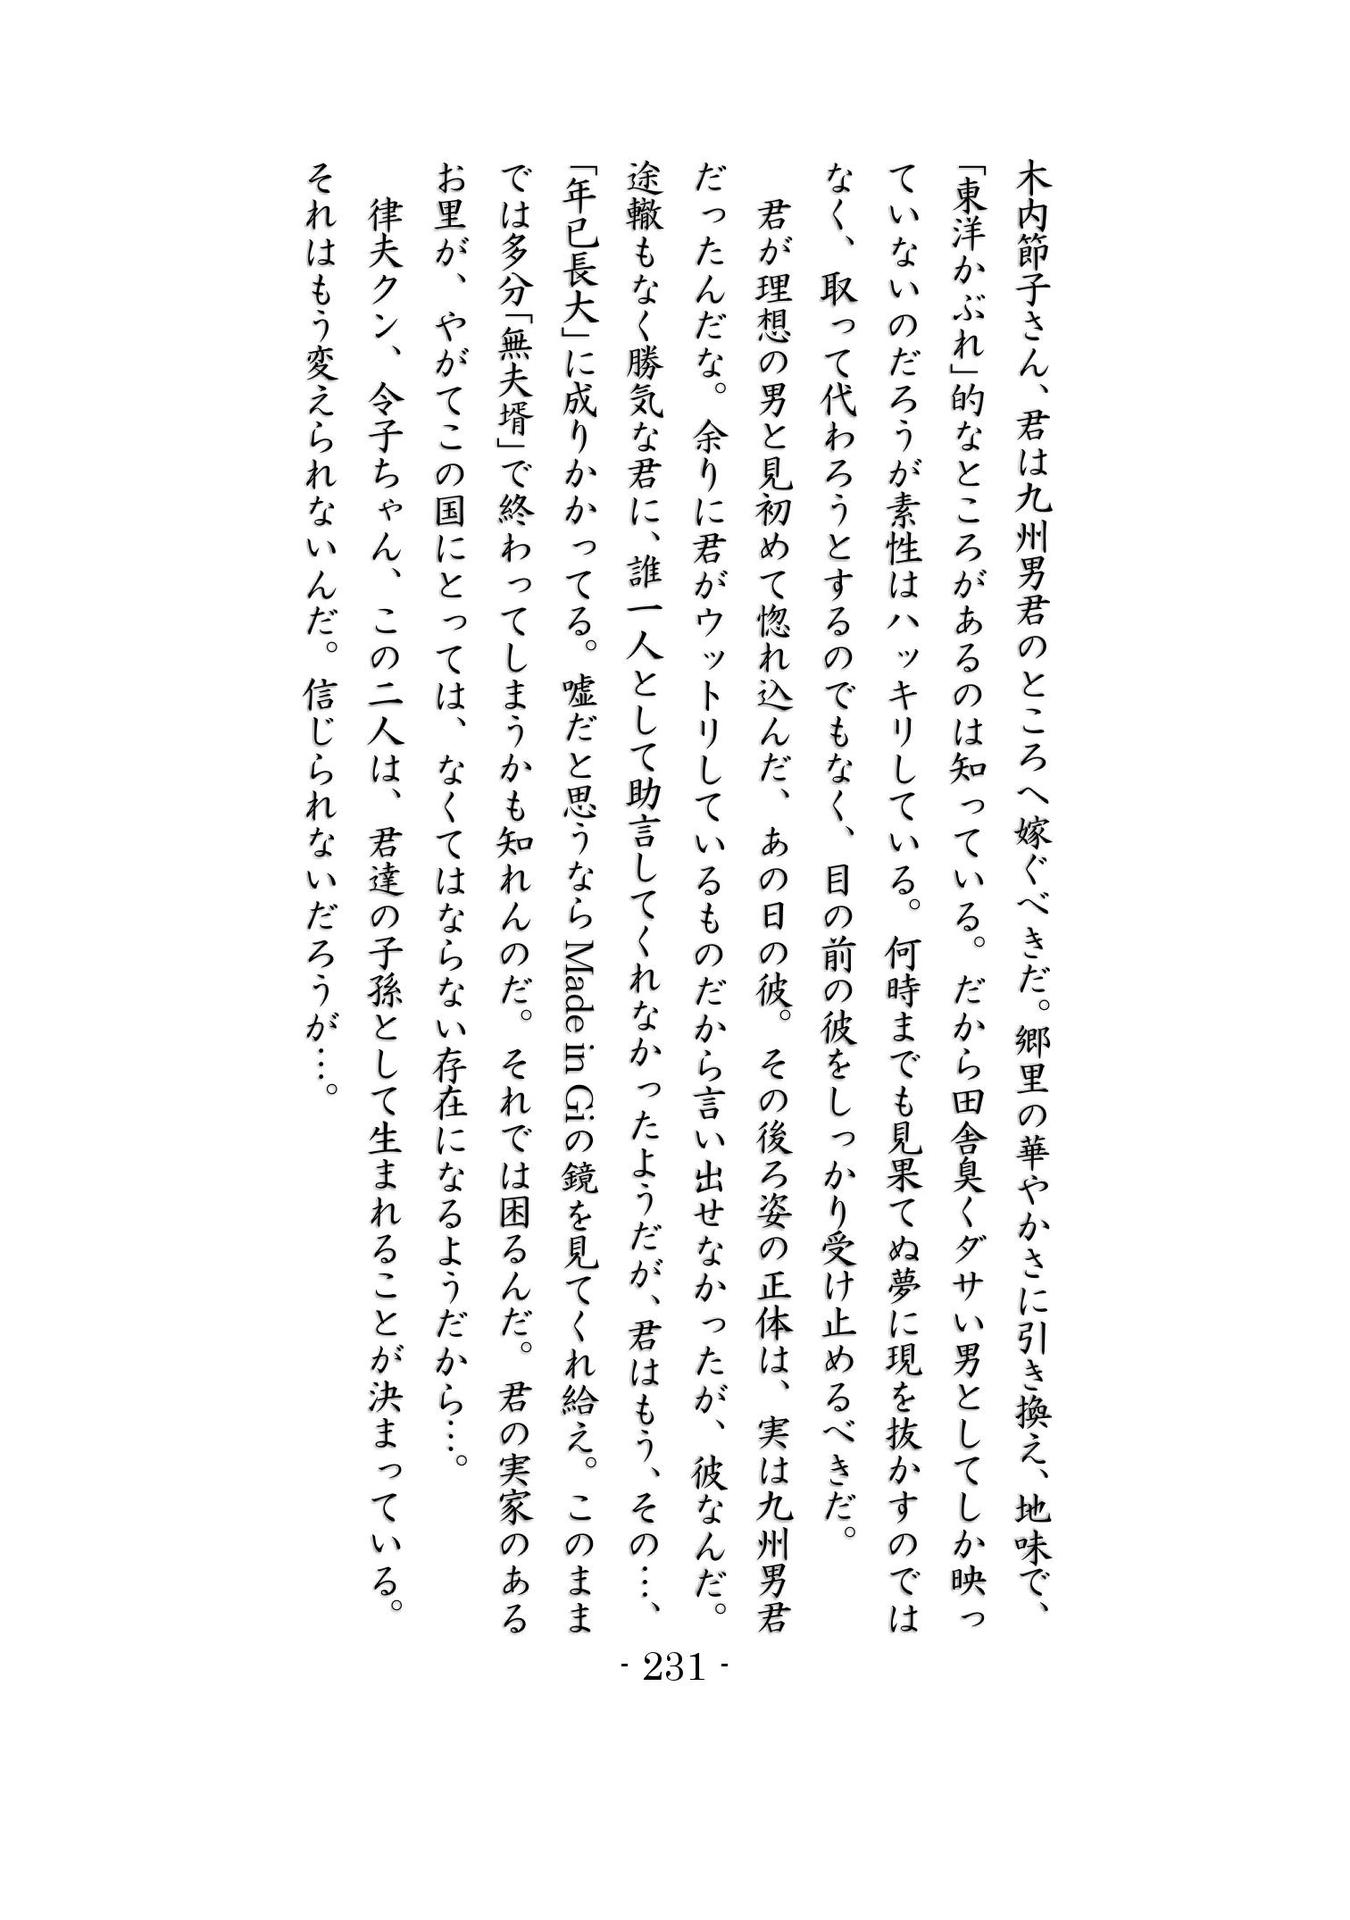 木内節子さん、君は九州男君のところへ嫁ぐべきだ。郷里の華やかさに引き換え、地味で、
「東洋かぶれ」的なところがあるのは知っている。だから田舎臭くダサい男としてしか映っ
ていないのだろうが素性はハッキリしている。何時までも見果てぬ夢に現を抜かすのでは
なく、取って代わろうとするのでもなく、目の前の彼をしっかり受け止めるべきだ。
　君が理想の男と見初めて惚れ込んだ、あの日の彼。その後ろ姿の正体は、実は九州男君
だったんだな。余りに君がウットリしているものだから言い出せなかったが、彼なんだ。
途轍もなく勝気な君に、誰一人として助言してくれなかったようだが、君はもう、その…、
「年已長大」に成りかかってる。嘘だと思うなら Made in Giの鏡を見てくれ給え。このまま
では多分「無夫壻」で終わってしまうかも知れんのだ。それでは困るんだ。君の実家のある
お里が、やがてこの国にとっては、なくてはならない存在になるようだから…。
　律夫クン、令子ちゃん、この二人は、君達の子孫として生まれることが決まっている。
それはもう変えられないんだ。信じられないだろうが…。
- 231 -